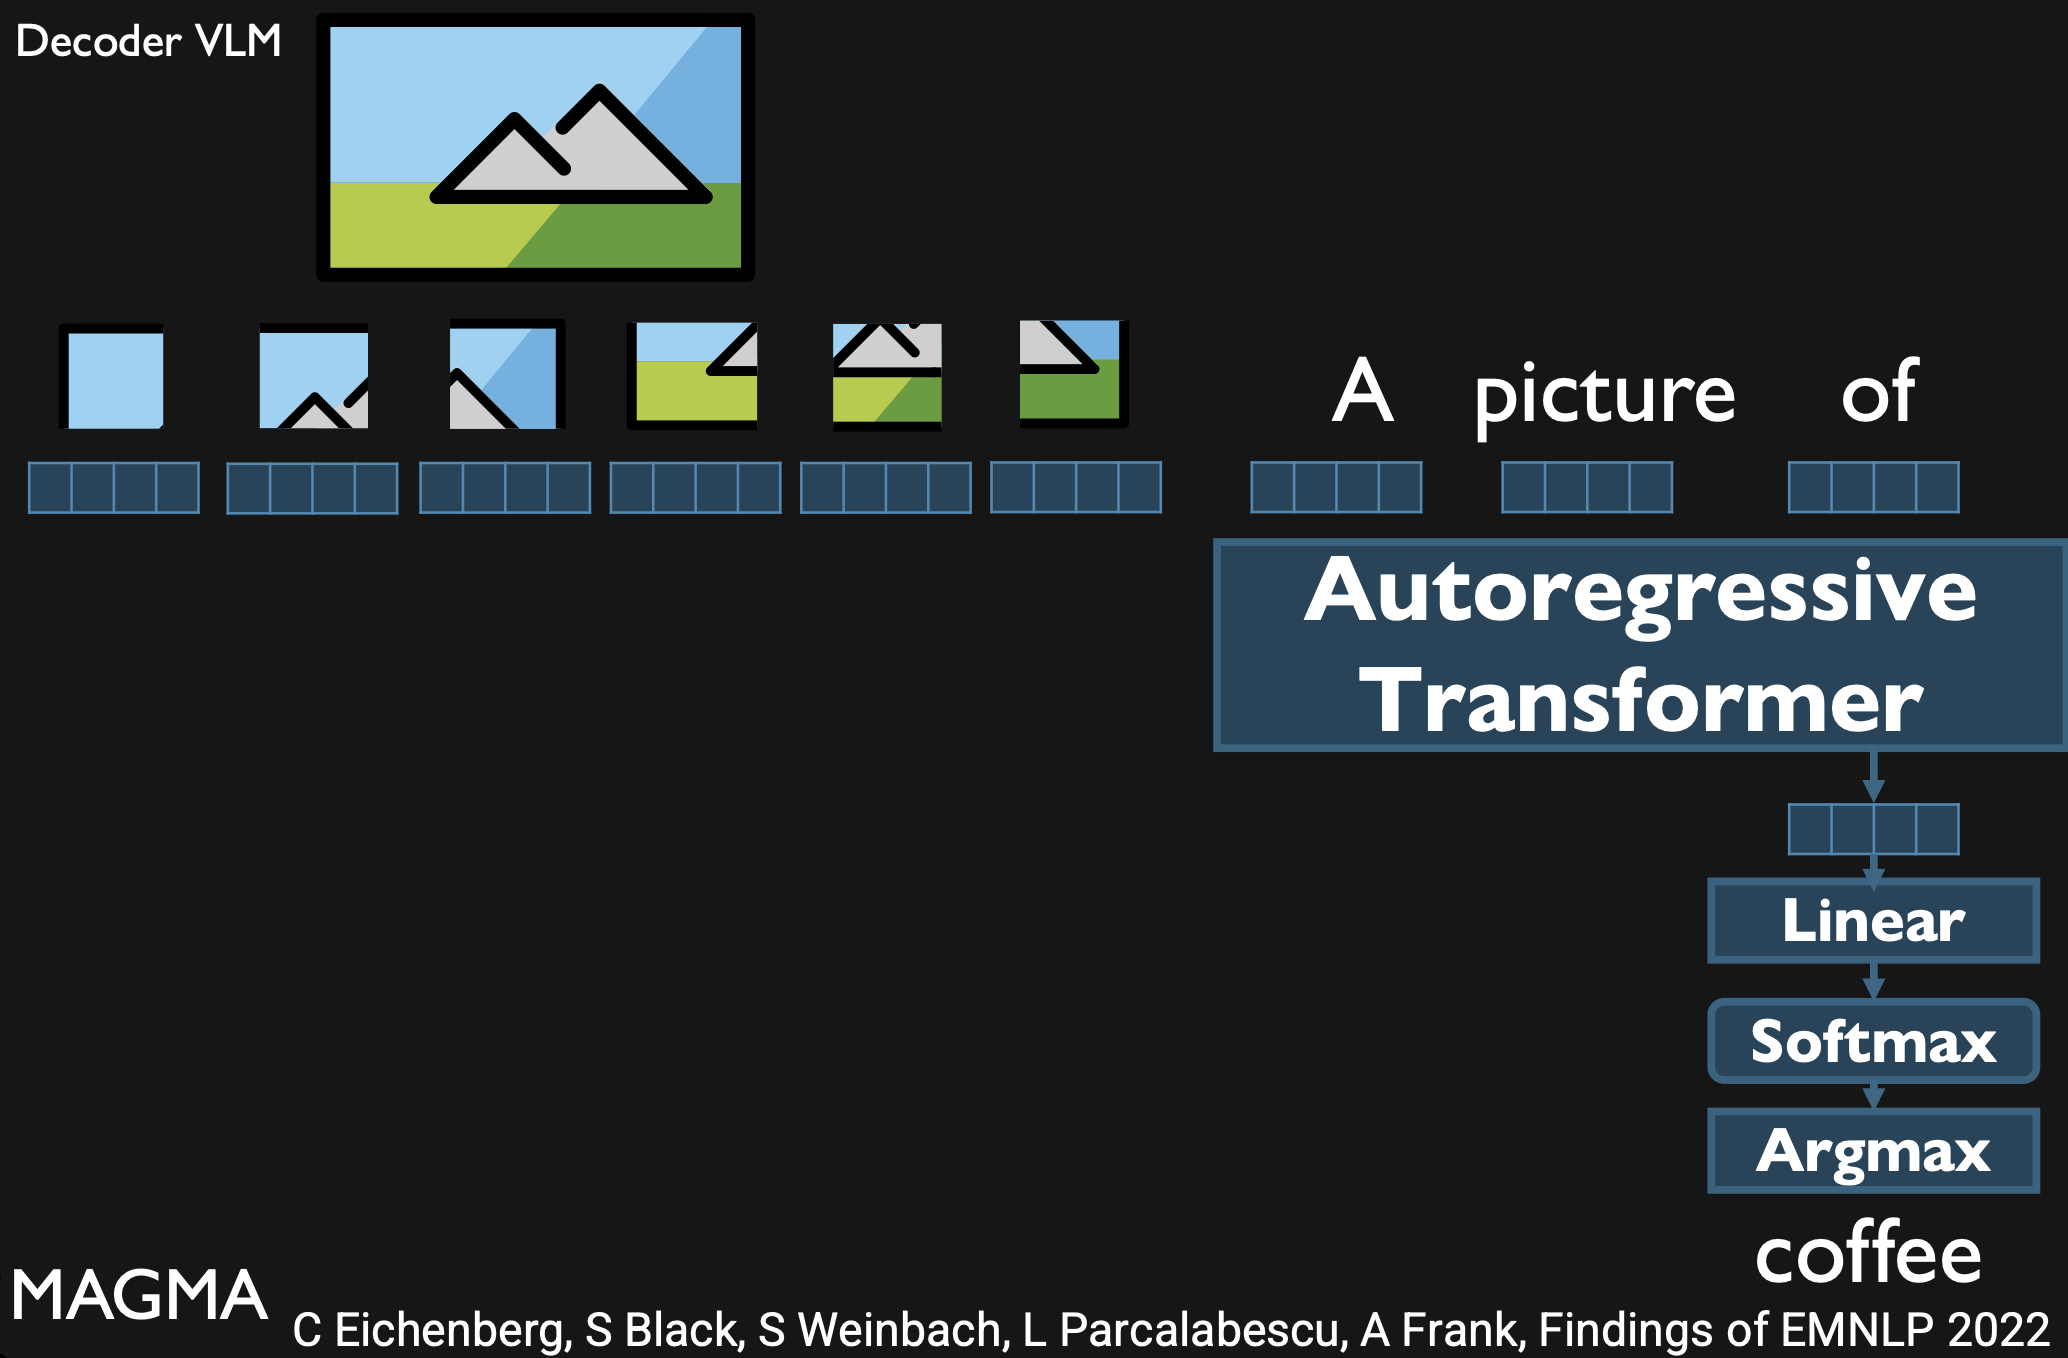 Decoder VLM
A picture of
Autoregressive
Transformer
Linear
Softmax
Argmax
coffee
MAGMA
C Eichenberg, S Black, S Weinbach, L Parcalabescu, A Frank, Findings of EMNLP 2022